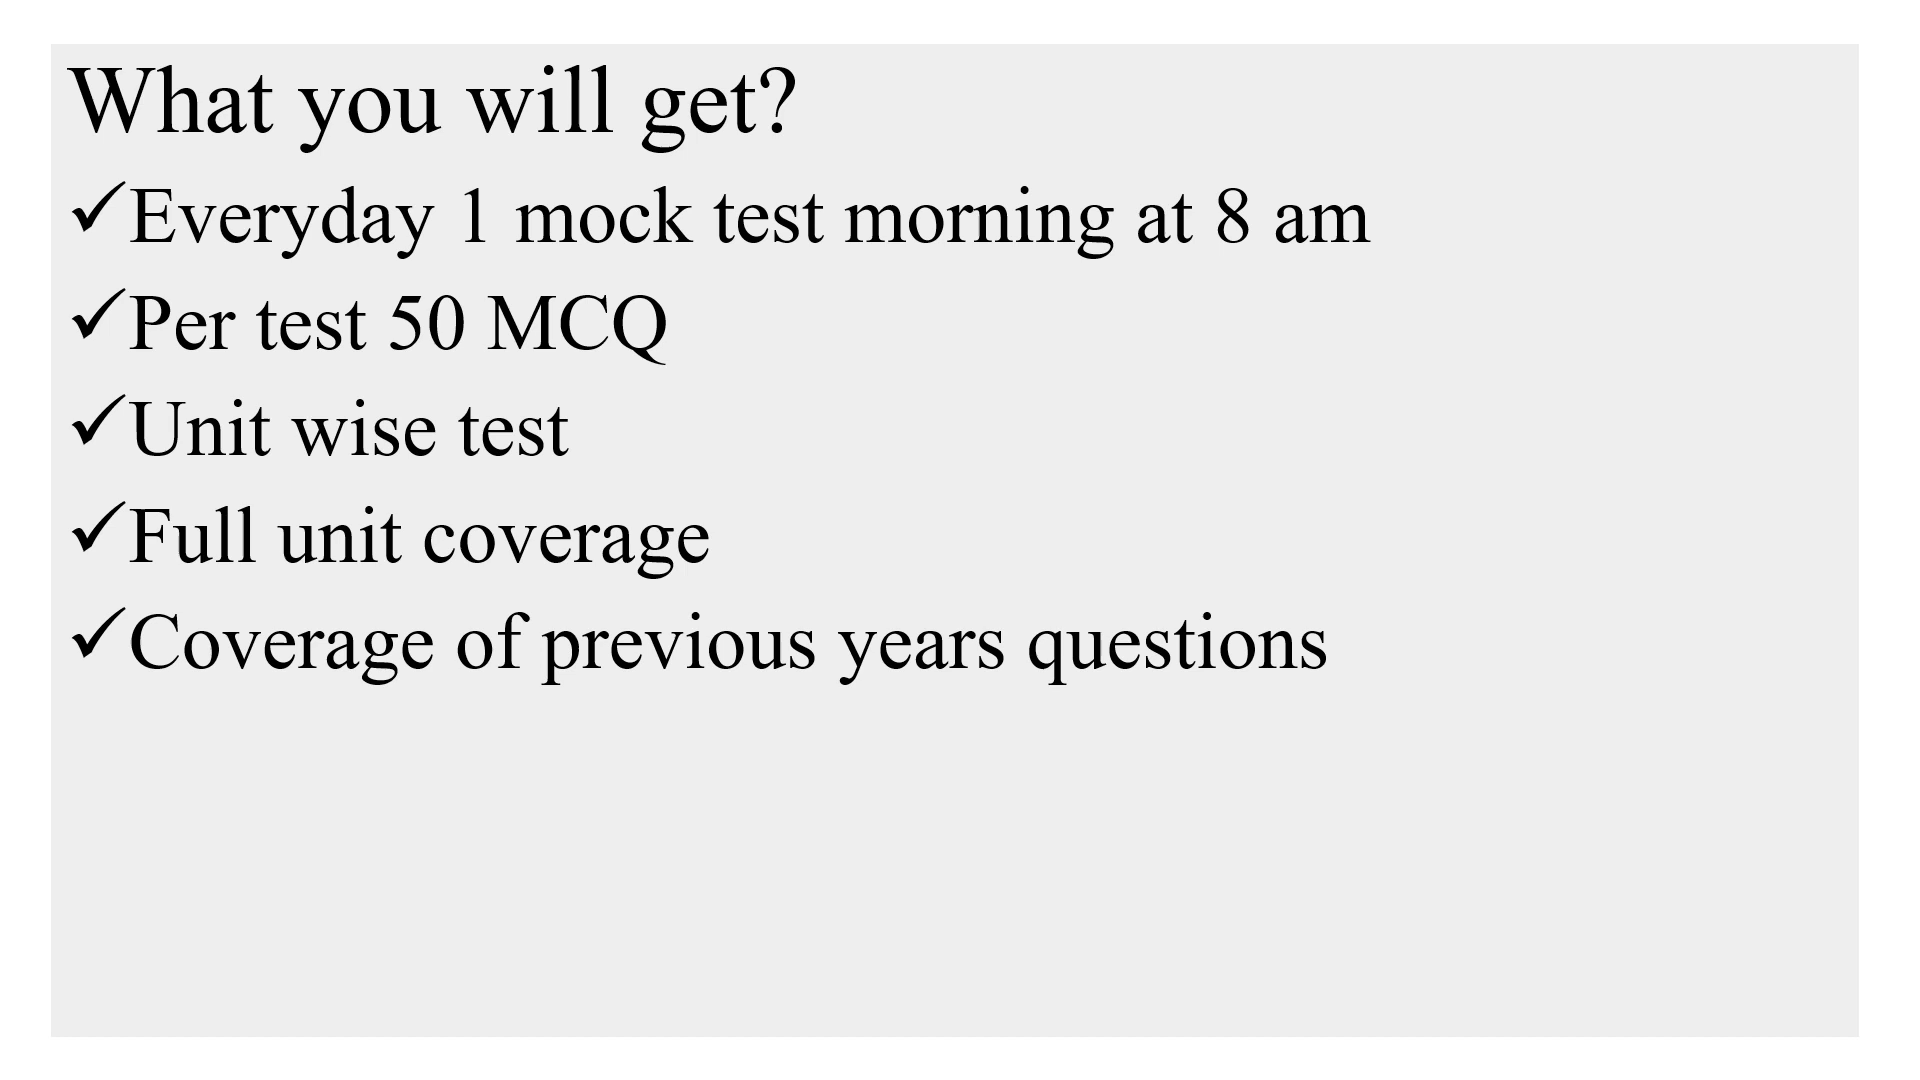 What you will get?
✓Everyday 1 mock test morning at 8 am
✓Per test 50 MCQ
✓Unit wise test
✓Full unit coverage
✓Coverage of previous years questions